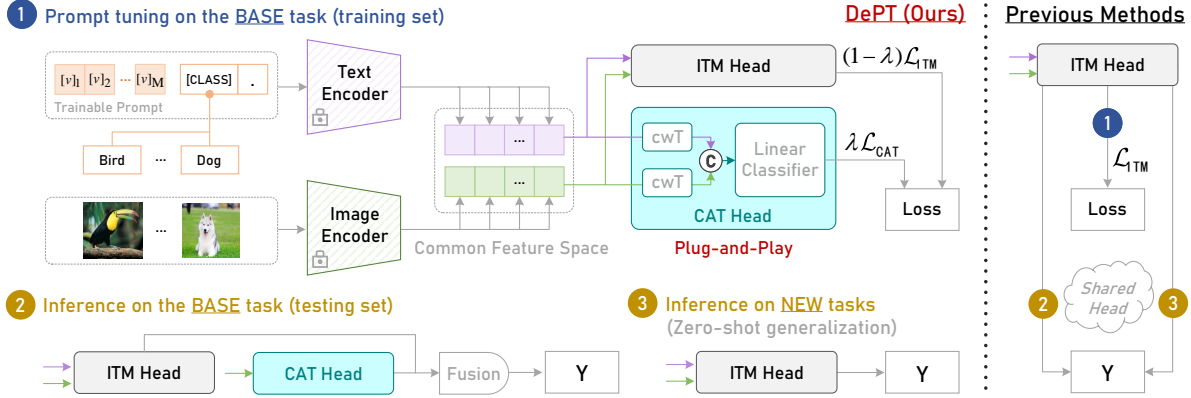 1 Prompt tuning on the BASE task (training set)
DePT (Ours)
Previous Methods
[v]1 [v]2 ... [v]M [CLASS] .
Trainable Prompt
Bird ... Dog
Text
Encoder
...
Image
Encoder
...
...
Common Feature Space
ITM Head
(1-λ)ℒITM
cwT
cwT
C
Linear
Classifier
λℒCAT
CAT Head
Plug-and-Play
Loss
ITM Head
1
ℒITM
Loss
2
Shared
Head
3
Y
2 Inference on the BASE task (testing set)
ITM Head
CAT Head
Fusion
Y
3 Inference on NEW tasks
(Zero-shot generalization)
ITM Head
Y